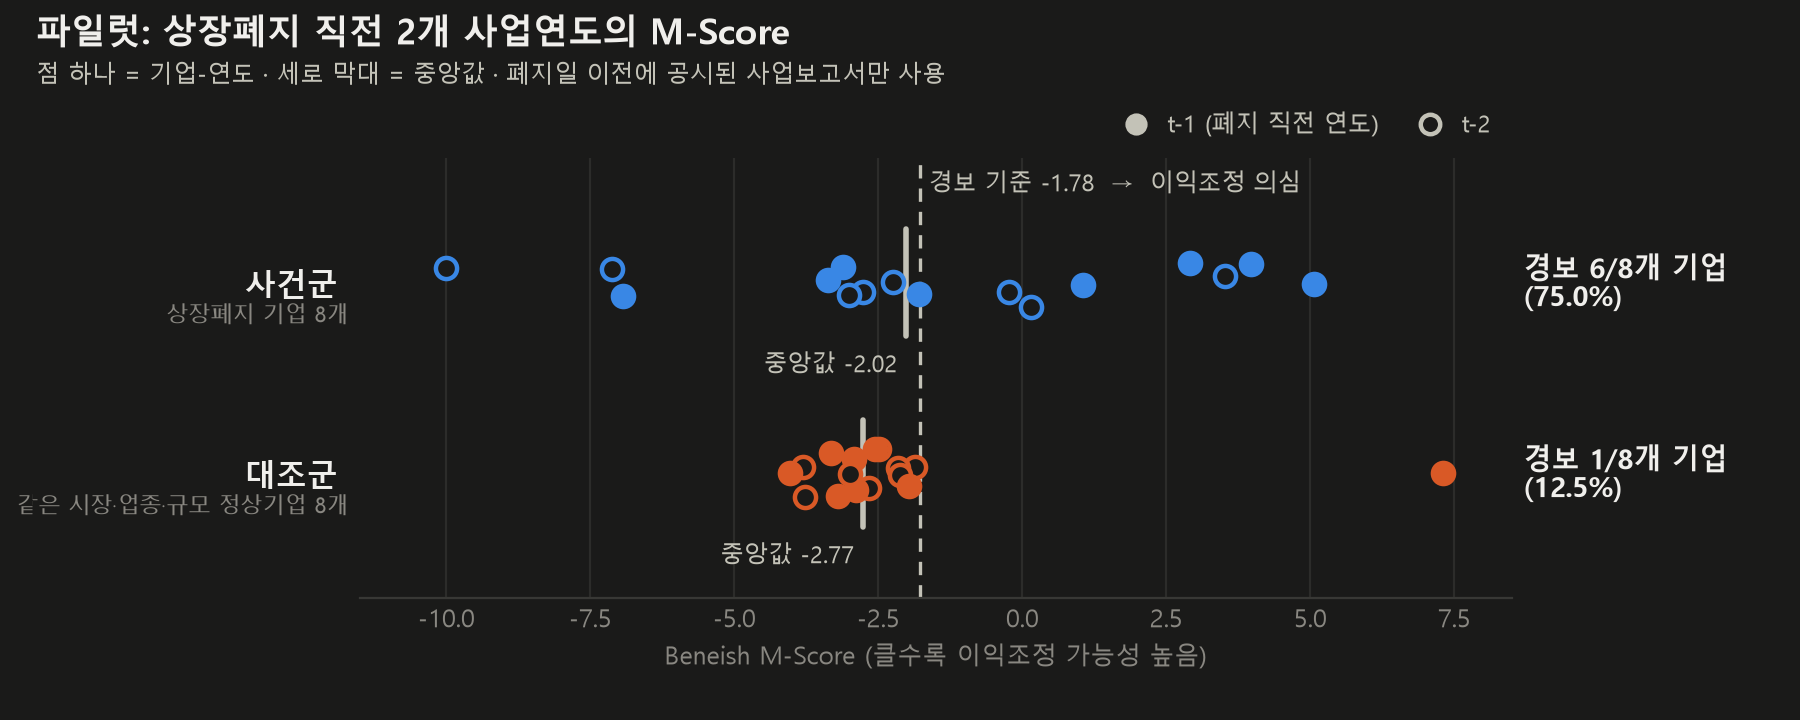 파일럿: 상장폐지 직전 2개 사업연도의 M-Score
점 하나 = 기업-연도 · 세로 막대 = 중앙값 · 폐지일 이전에 공시된 사업보고서만 사용
t-1 (폐지 직전 연도)
t-2
경보 기준 -1.78 → 이익조정 의심
사건군
상장폐지 기업 8개
경보 6/8개 기업
(75.0%)
중앙값 -2.02
대조군
같은 시장·업종·규모 정상기업 8개
경보 1/8개 기업
(12.5%)
중앙값 -2.77
-10.0
-7.5
-5.0
-2.5
0.0
2.5
5.0
7.5
Beneish M-Score (클수록 이익조정 가능성 높음)